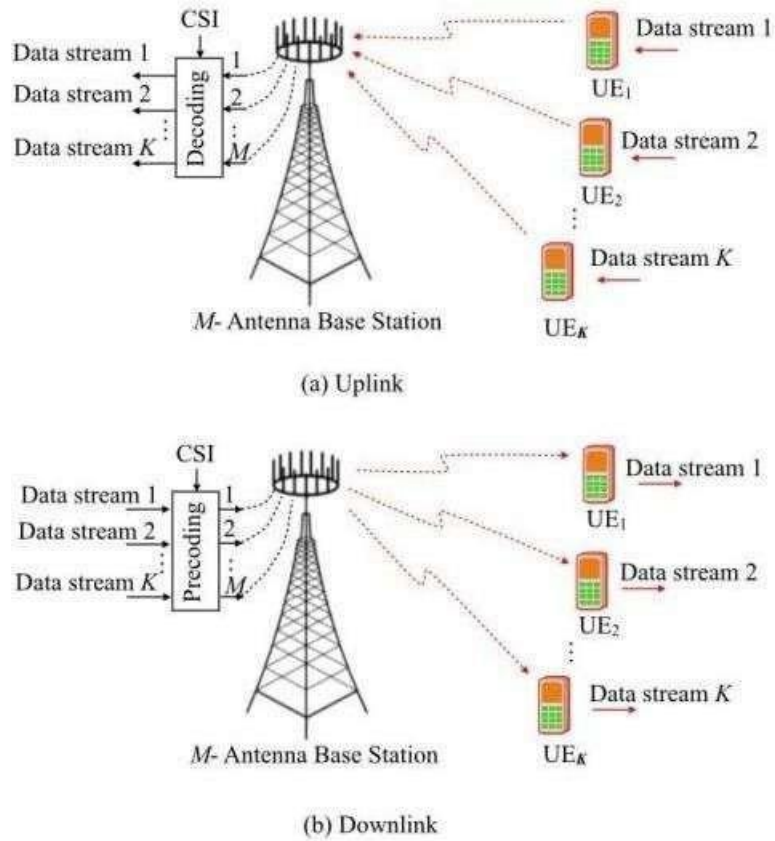 CSI
Data stream 1
1
Data stream 2
2
Data stream K
M
Decoding
Data stream 1
UE1
Data stream 2
UE2
Data stream K
UEK
M- Antenna Base Station
(a) Uplink
CSI
Data stream 1
1
Data stream 2
2
Data stream K
M
Precoding
Data stream 1
UE1
Data stream 2
UE2
Data stream K
UEK
M- Antenna Base Station
(b) Downlink